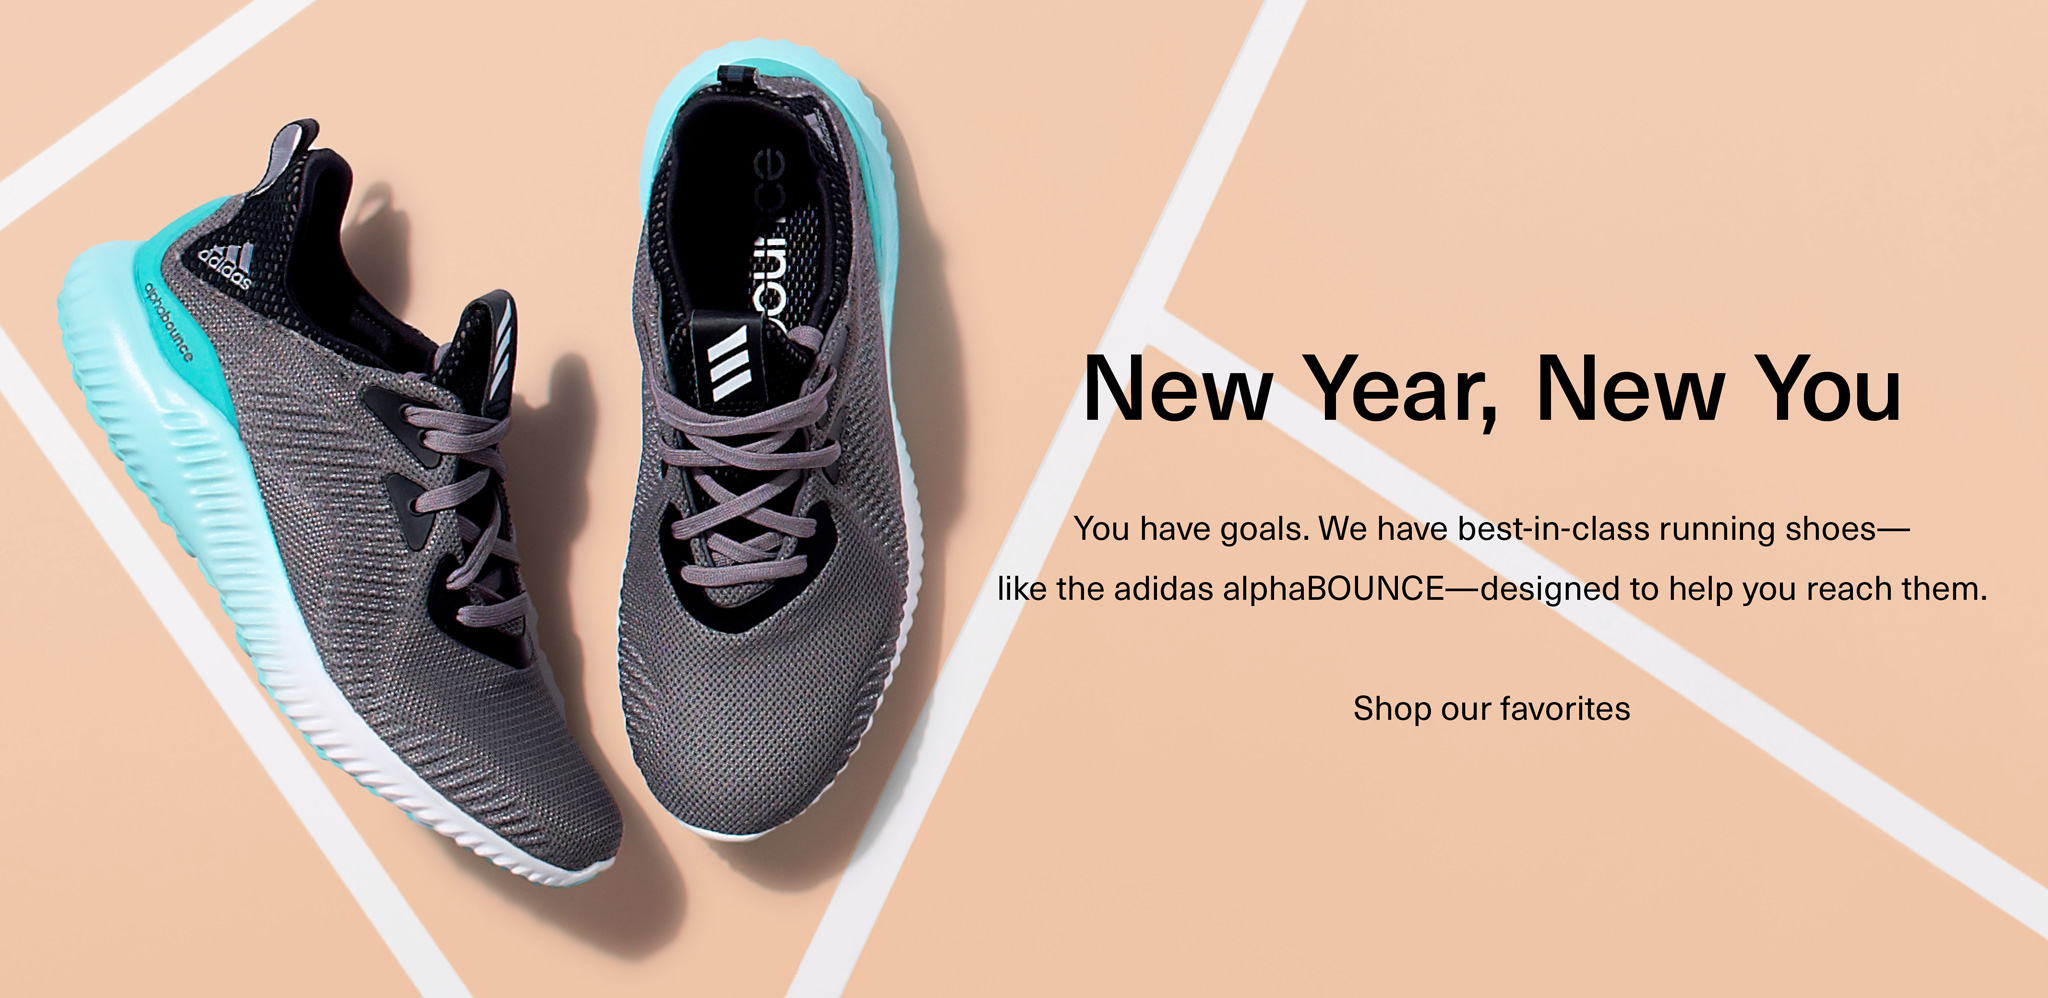 adidas
alphabounce
New Year, New You
You have goals. We have best-in-class running shoes—
like the adidas alphaBOUNCE—designed to help you reach them.
Shop our favorites